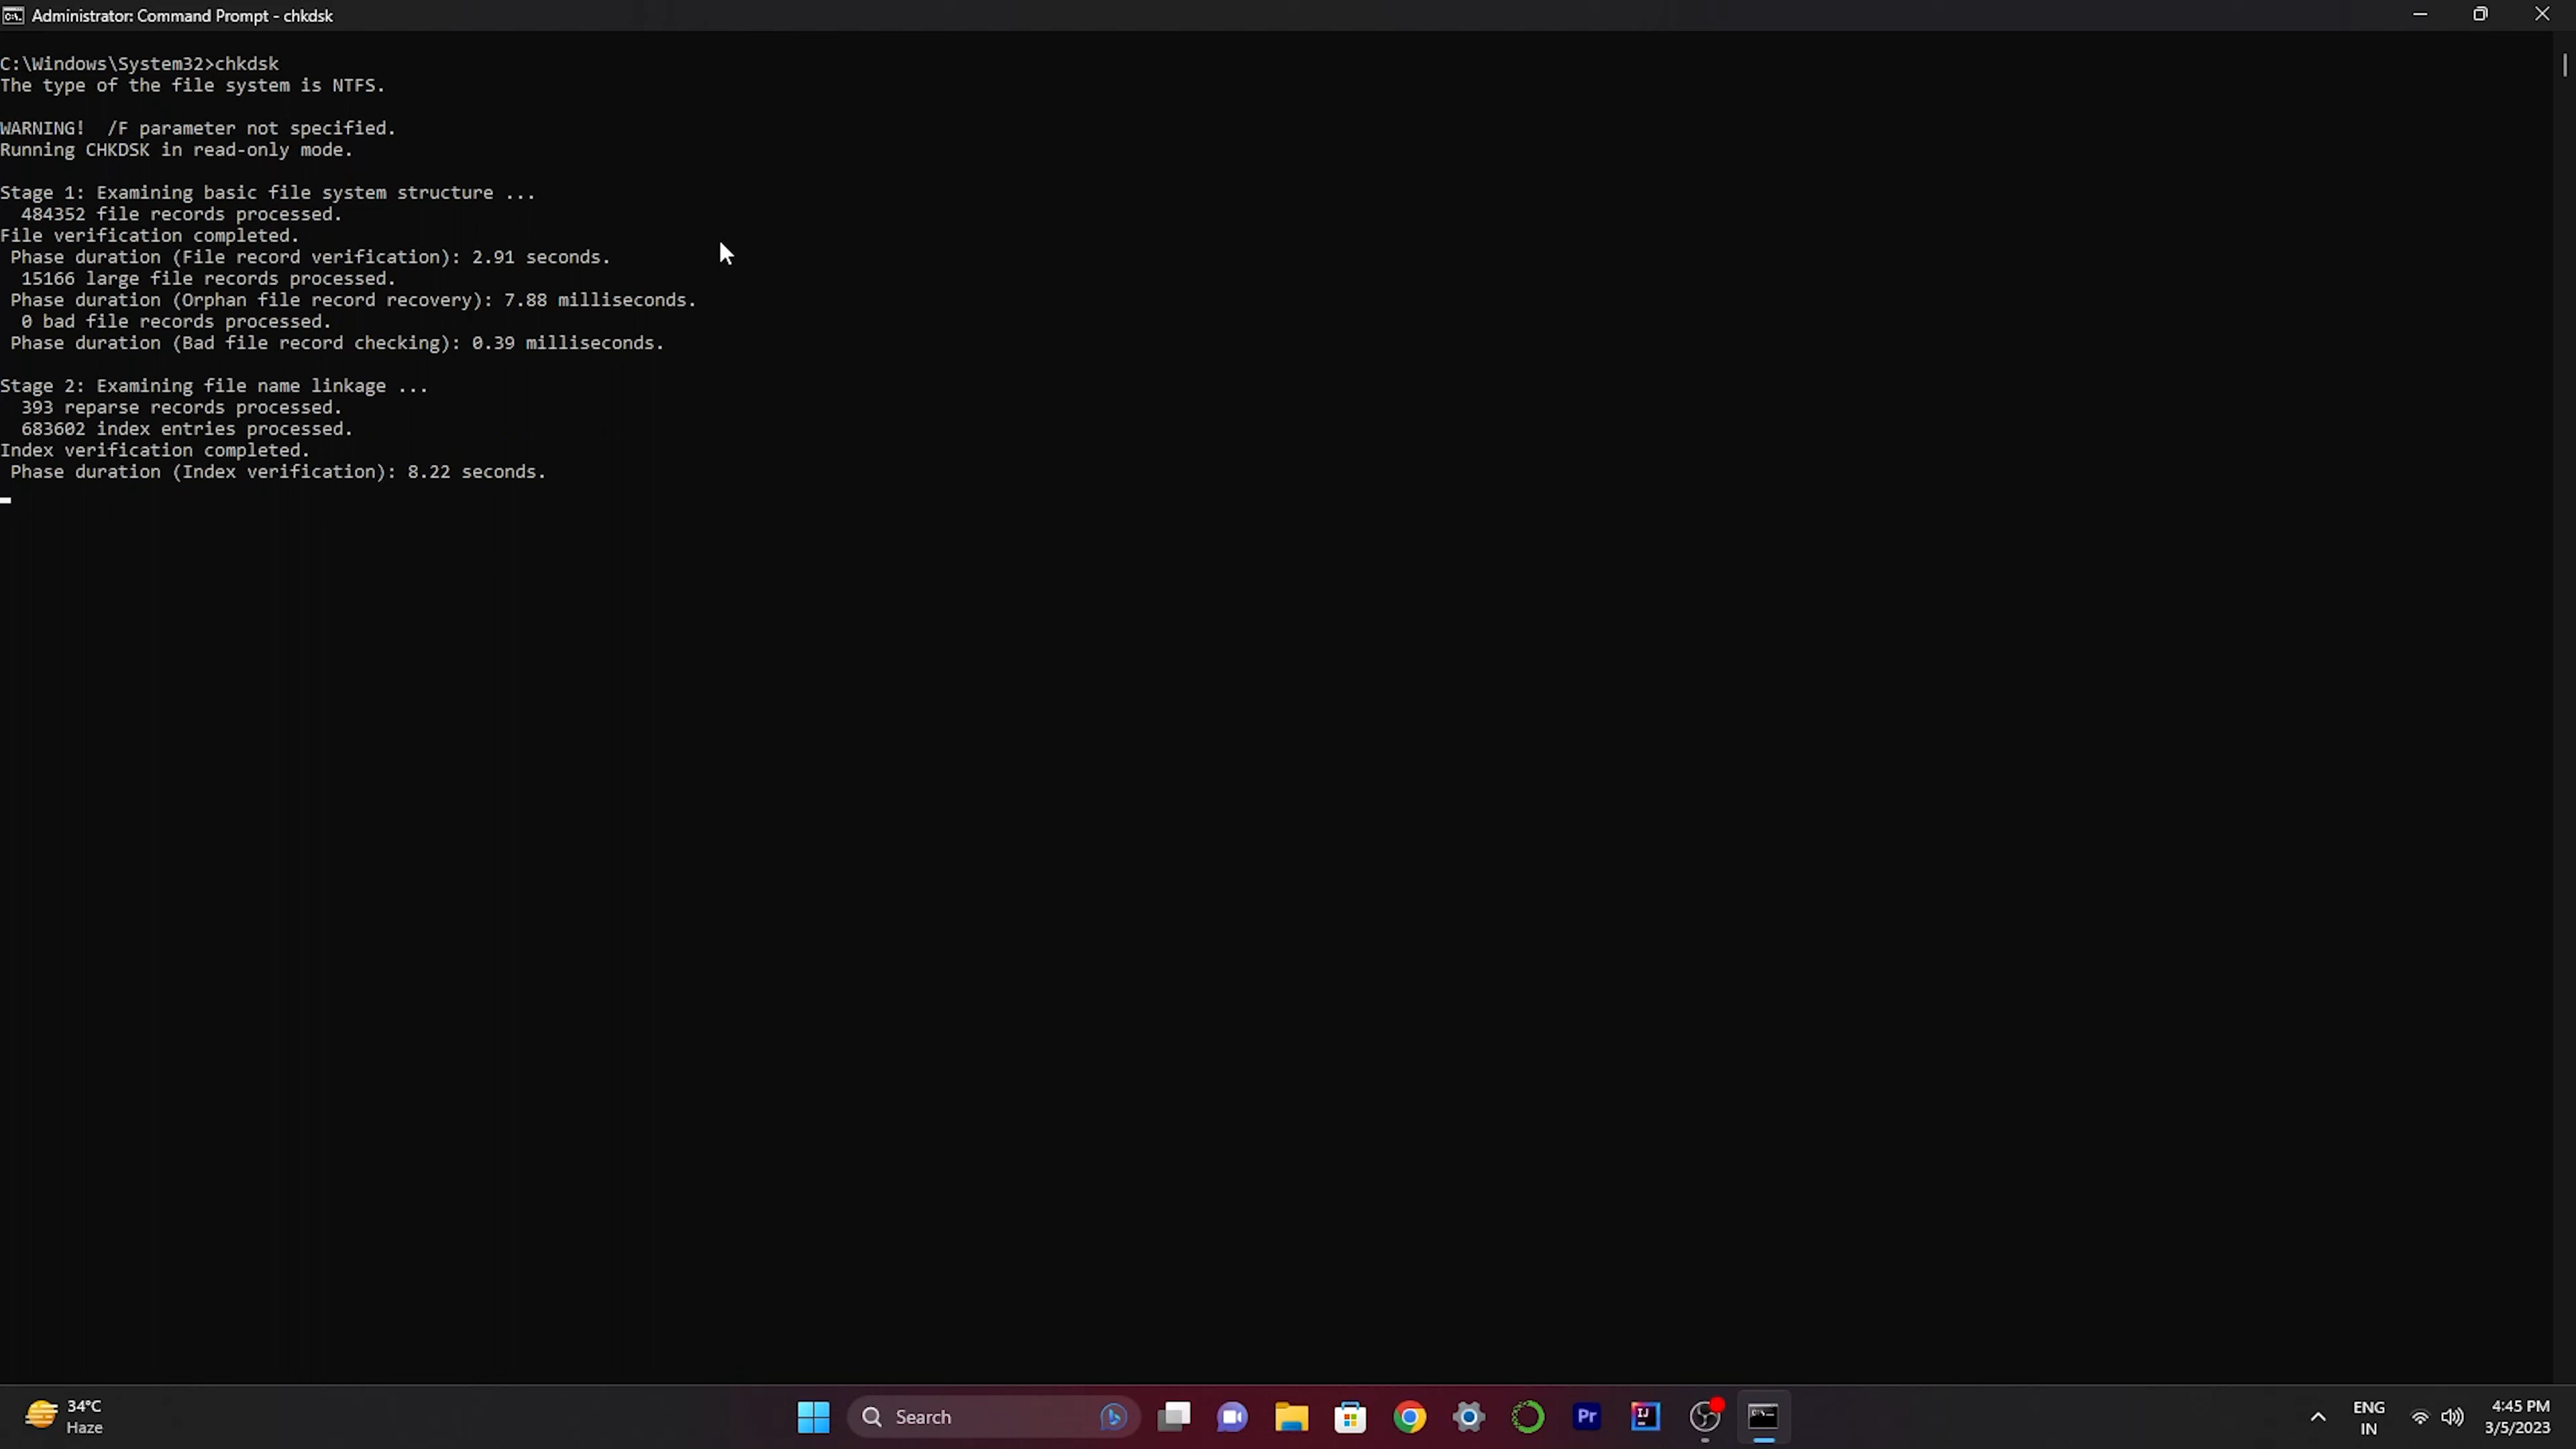 Administrator: Command Prompt - chkdsk
C:\Windows\System32>chkdsk
The type of the file system is NTFS.
WARNING!  /F parameter not specified.
Running CHKDSK in read-only mode.
Stage 1: Examining basic file system structure ...
484352 file records processed.
File verification completed.
Phase duration (File record verification): 2.91 seconds.
15166 large file records processed.
Phase duration (Orphan file record recovery): 7.88 milliseconds.
0 bad file records processed.
Phase duration (Bad file record checking): 0.39 milliseconds.
Stage 2: Examining file name linkage ...
393 reparse records processed.
683602 index entries processed.
Index verification completed.
Phase duration (Index verification): 8.22 seconds.
34°C
Haze
Search
Pr
IJ
ENG
IN
4:45 PM
3/5/2023